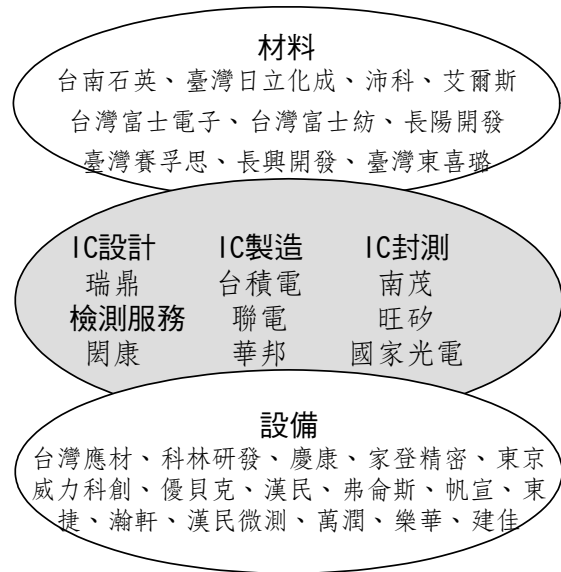 材料
台南石英、臺灣日立化成、沛科、艾爾斯
台灣富士電子、台灣富士紡、長陽開發
臺灣賽孚思、長興開發、臺灣東喜璐
IC設計 IC製造 IC封測
瑞鼎 台積電 南茂
檢測服務 聯電 旺矽
閎康 華邦 國家光電
設備
台灣應材、科林研發、慶康、家登精密、東京
威力科創、優貝克、漢民、弗侖斯、帆宣、東
捷、瀚軒、漢民微測、萬潤、樂華、建佳